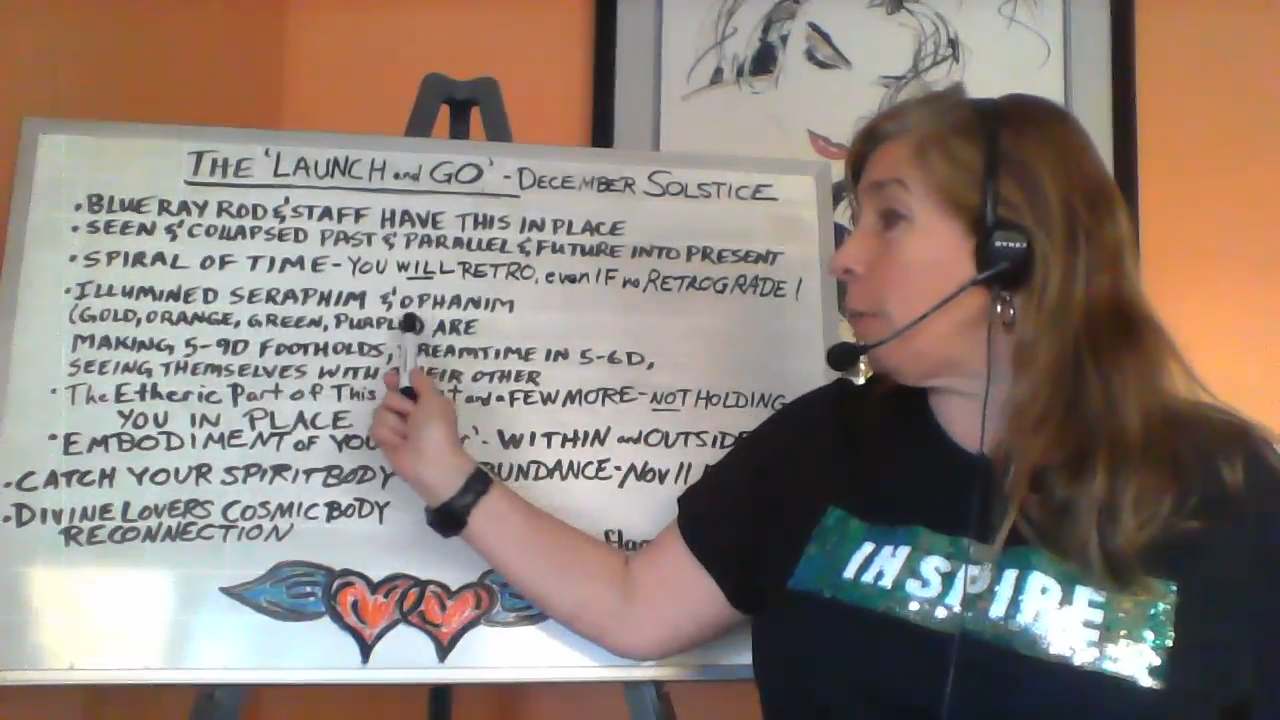 THE 'LAUNCH and GO' - DECEMBER SOLSTICE
• BLUE RAY ROD & STAFF HAVE THIS IN PLACE
• SEEN & COLLAPSED PAST & PARALLEL & FUTURE INTO PRESENT
• SPIRAL OF TIME - YOU WILL RETRO, even IF no RETROGRADE!
• ILLUMINED SERAPHIM & OPHANIM
(GOLD, ORANGE, GREEN, PURPLE) ARE
MAKING 5-9D FOOTHOLDS, IN 5-6D,
SEEING THEMSELVES WITH OTHER
• The Etheric Part of This and a FEW MORE - NOT HOLDING
YOU IN PLACE
• EMBODIMENT OF - WITHIN and OUTSIDE
• CATCH YOUR SPIRIT BODY - Nov 11
• DIVINE LOVERS COSMIC BODY
RECONNECTION
INSPIRE
DYNEX